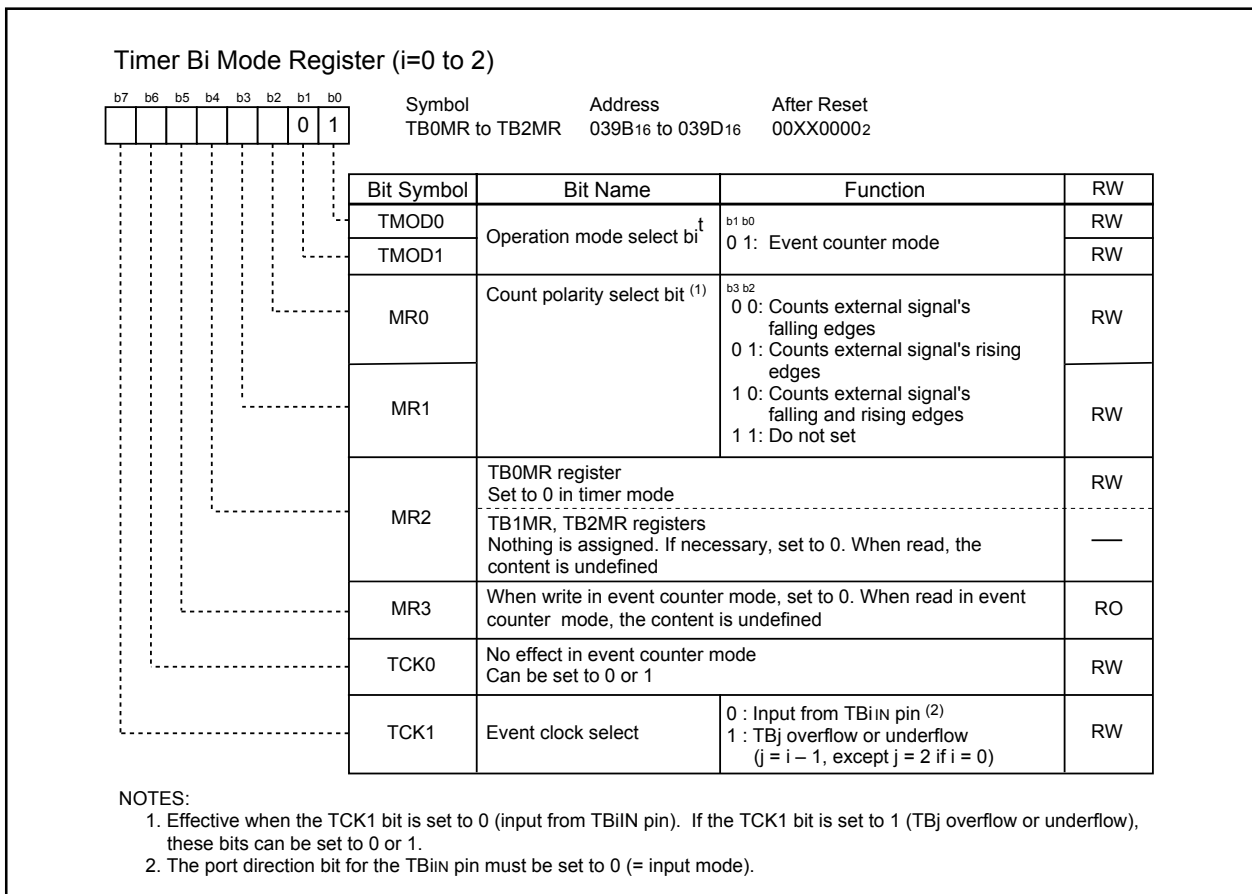 Timer Bi Mode Register (i=0 to 2)
b7 b6 b5 b4 b3 b2 b1 b0
0 1
Symbol Address After Reset
TB0MR to TB2MR 039B16 to 039D16 00XX00002
Bit Symbol Bit Name Function RW
TMOD0 RW
Operation mode select bit
b1 b0
0 1: Event counter mode
TMOD1 RW
MR0 RW
Count polarity select bit (1)
b3 b2
0 0: Counts external signal's
falling edges
0 1: Counts external signal's rising
edges
1 0: Counts external signal's
falling and rising edges
1 1: Do not set
MR1 RW
MR2
TB0MR register
Set to 0 in timer mode
RW
TB1MR, TB2MR registers
Nothing is assigned. If necessary, set to 0. When read, the
content is undefined
—
MR3
When write in event counter mode, set to 0. When read in event
counter mode, the content is undefined
RO
TCK0
No effect in event counter mode
Can be set to 0 or 1
RW
TCK1
Event clock select
0 : Input from TBiIN pin (2)
1 : TBj overflow or underflow
(j = i – 1, except j = 2 if i = 0)
RW
NOTES:
1. Effective when the TCK1 bit is set to 0 (input from TBiIN pin). If the TCK1 bit is set to 1 (TBj overflow or underflow),
these bits can be set to 0 or 1.
2. The port direction bit for the TBiIN pin must be set to 0 (= input mode).